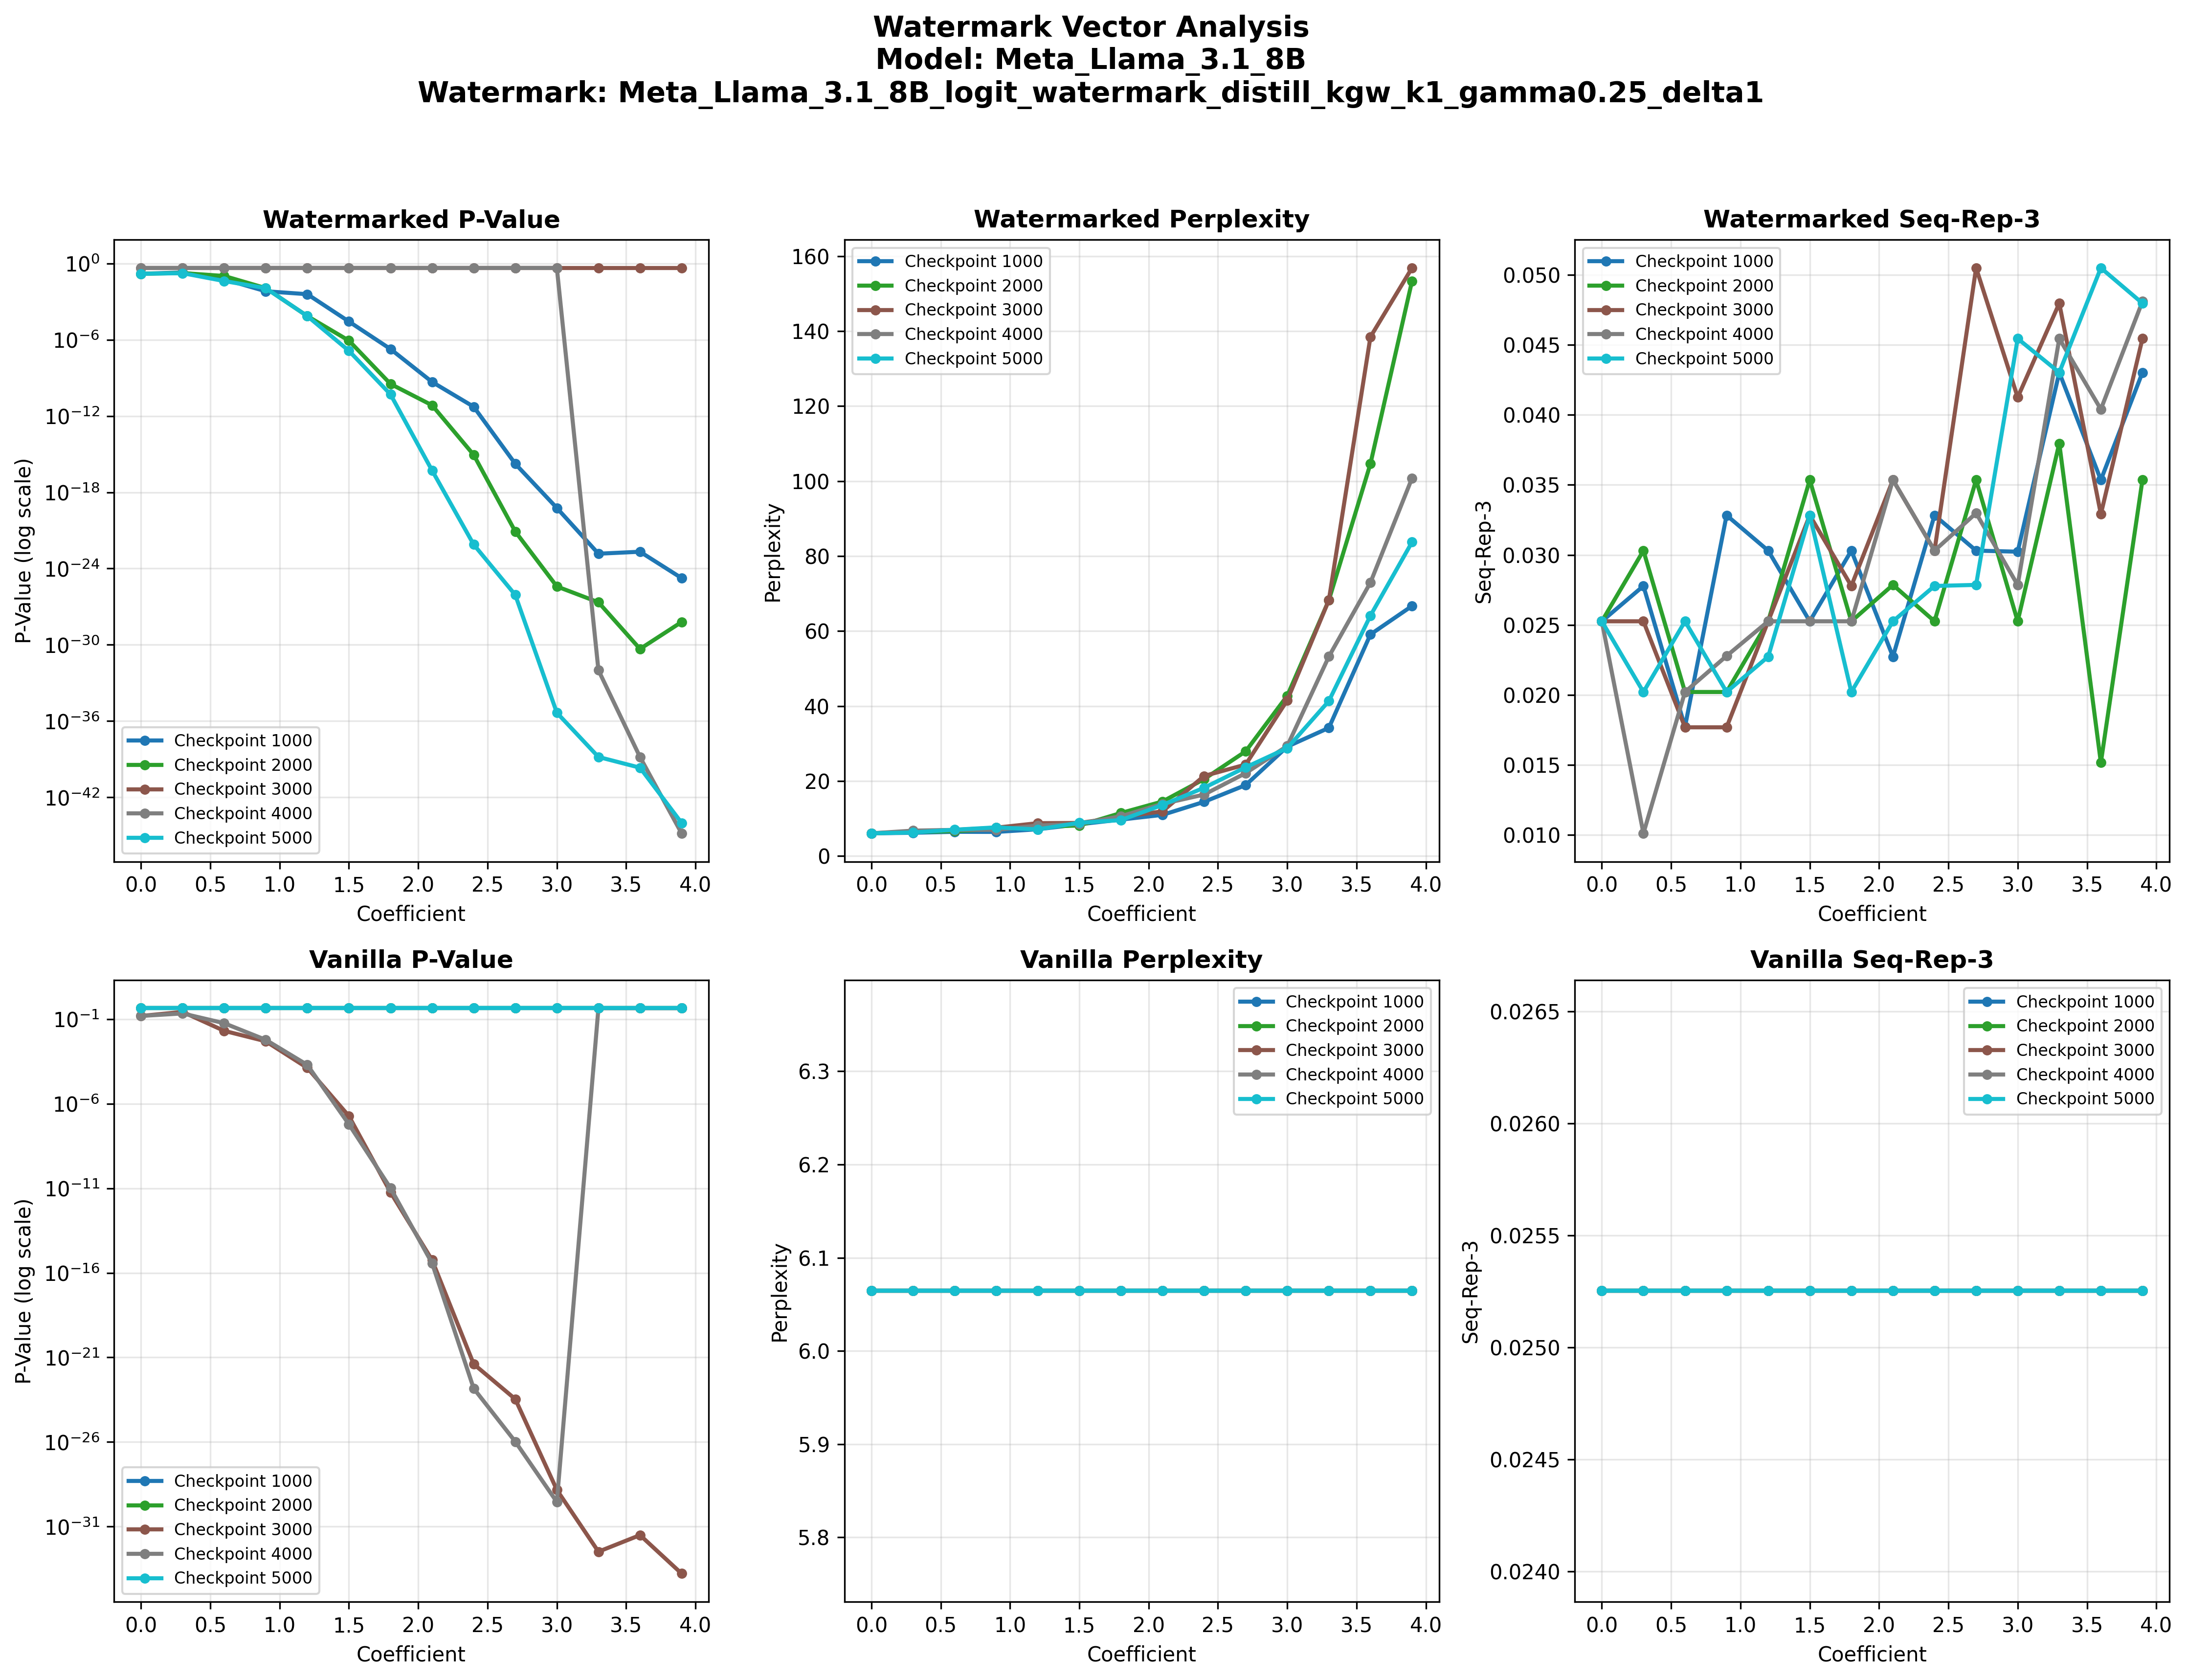 Watermark Vector Analysis
Model: Meta_Llama_3.1_8B
Watermark: Meta_Llama_3.1_8B_logit_watermark_distill_kgw_k1_gamma0.25_delta1
Watermarked P-Value
P-Value (log scale)
10^0
10^−6
10^−12
10^−18
10^−24
10^−30
10^−36
10^−42
Checkpoint 1000
Checkpoint 2000
Checkpoint 3000
Checkpoint 4000
Checkpoint 5000
0.0 0.5 1.0 1.5 2.0 2.5 3.0 3.5 4.0
Coefficient
Watermarked Perplexity
Perplexity
160
140
120
100
80
60
40
20
0
Checkpoint 1000
Checkpoint 2000
Checkpoint 3000
Checkpoint 4000
Checkpoint 5000
0.0 0.5 1.0 1.5 2.0 2.5 3.0 3.5 4.0
Coefficient
Watermarked Seq-Rep-3
Seq-Rep-3
0.050
0.045
0.040
0.035
0.030
0.025
0.020
0.015
0.010
Checkpoint 1000
Checkpoint 2000
Checkpoint 3000
Checkpoint 4000
Checkpoint 5000
0.0 0.5 1.0 1.5 2.0 2.5 3.0 3.5 4.0
Coefficient
Vanilla P-Value
P-Value (log scale)
10^−1
10^−6
10^−11
10^−16
10^−21
10^−26
10^−31
Checkpoint 1000
Checkpoint 2000
Checkpoint 3000
Checkpoint 4000
Checkpoint 5000
0.0 0.5 1.0 1.5 2.0 2.5 3.0 3.5 4.0
Coefficient
Vanilla Perplexity
Perplexity
6.3
6.2
6.1
6.0
5.9
5.8
Checkpoint 1000
Checkpoint 2000
Checkpoint 3000
Checkpoint 4000
Checkpoint 5000
0.0 0.5 1.0 1.5 2.0 2.5 3.0 3.5 4.0
Coefficient
Vanilla Seq-Rep-3
Seq-Rep-3
0.0265
0.0260
0.0255
0.0250
0.0245
0.0240
Checkpoint 1000
Checkpoint 2000
Checkpoint 3000
Checkpoint 4000
Checkpoint 5000
0.0 0.5 1.0 1.5 2.0 2.5 3.0 3.5 4.0
Coefficient